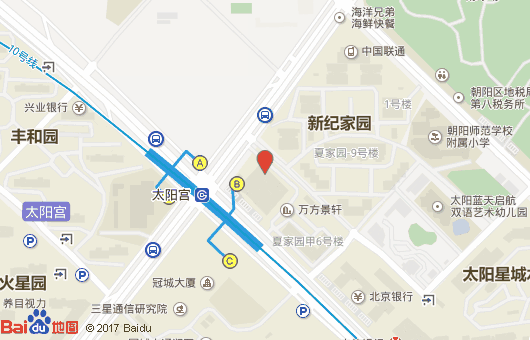 海洋兄弟
海鲜快餐
中国联通
10号线
朝阳区地税局
第八税务所
兴业银行
1号楼
丰和园
新纪家园
朝阳师范学校
附属小学
夏家园-9号楼
A
B
太阳宫
太阳宫
万方景轩
太阳蓝天启航
双语艺术幼儿园
P
夏家园甲6号楼
P
C
火星园
养目视力
冠城大厦
太阳星城
三星通信研究院
北京银行
P
Bai du 地图
© 2017 Baidu